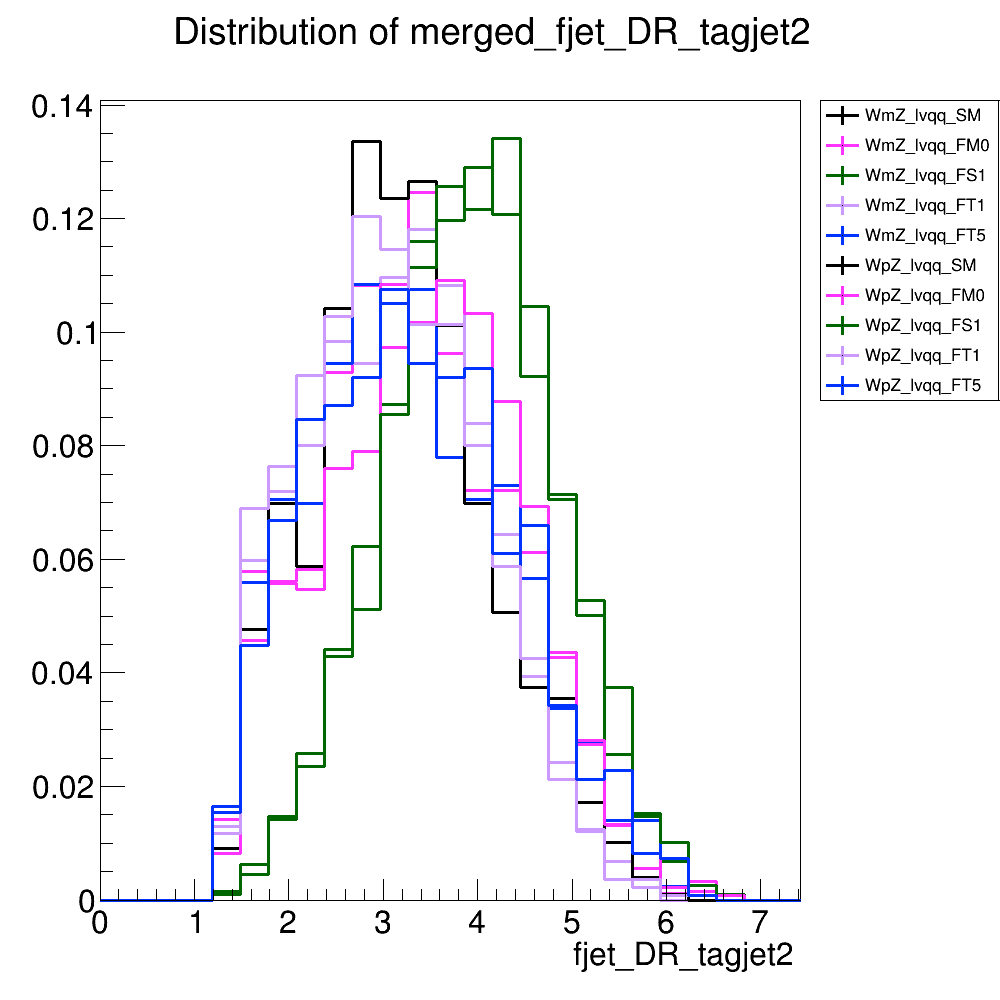 Distribution of merged_fjet_DR_tagjet2
0.14
0.12
0.1
0.08
0.06
0.04
0.02
0
0 1 2 3 4 5 6 7
fjet_DR_tagjet2
WmZ_lvqq_SM
WmZ_lvqq_FM0
WmZ_lvqq_FS1
WmZ_lvqq_FT1
WmZ_lvqq_FT5
WpZ_lvqq_SM
WpZ_lvqq_FM0
WpZ_lvqq_FS1
WpZ_lvqq_FT1
WpZ_lvqq_FT5